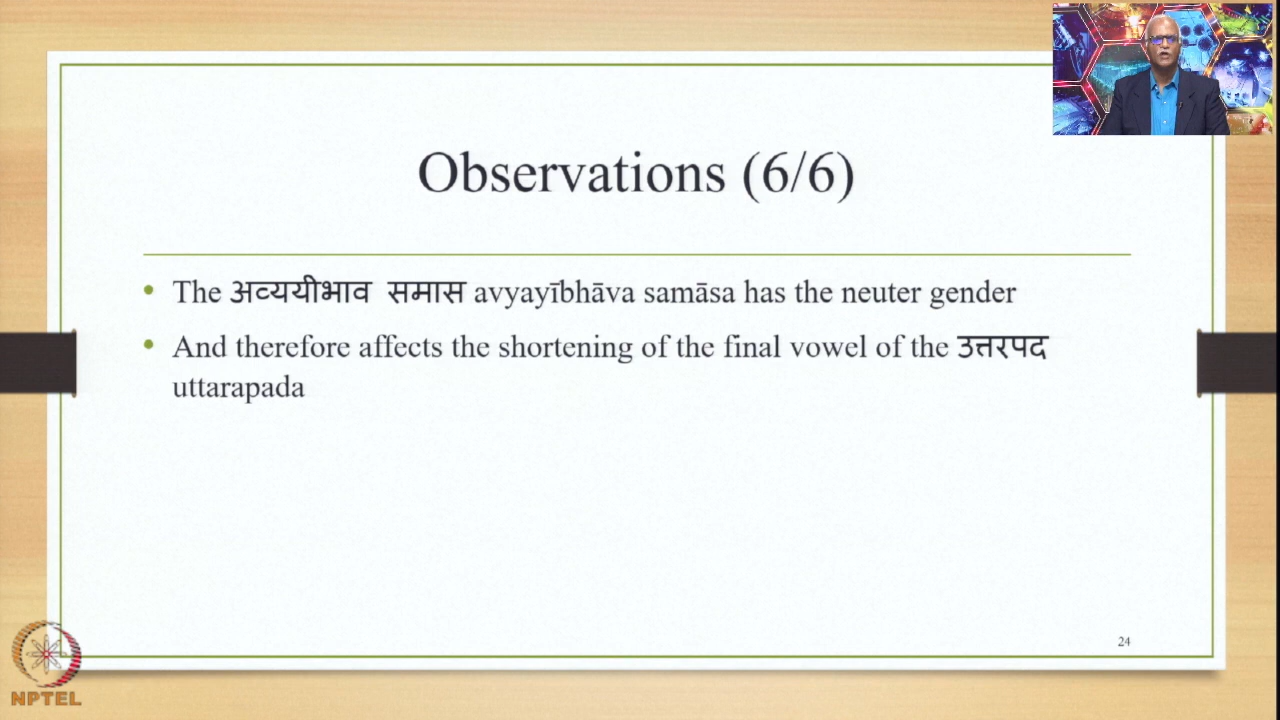 Observations (6/6)
• The अव्ययीभाव समास avyayībhāva samāsa has the neuter gender
• And therefore affects the shortening of the final vowel of the उत्तरपद
uttarapada
24
NPTEL